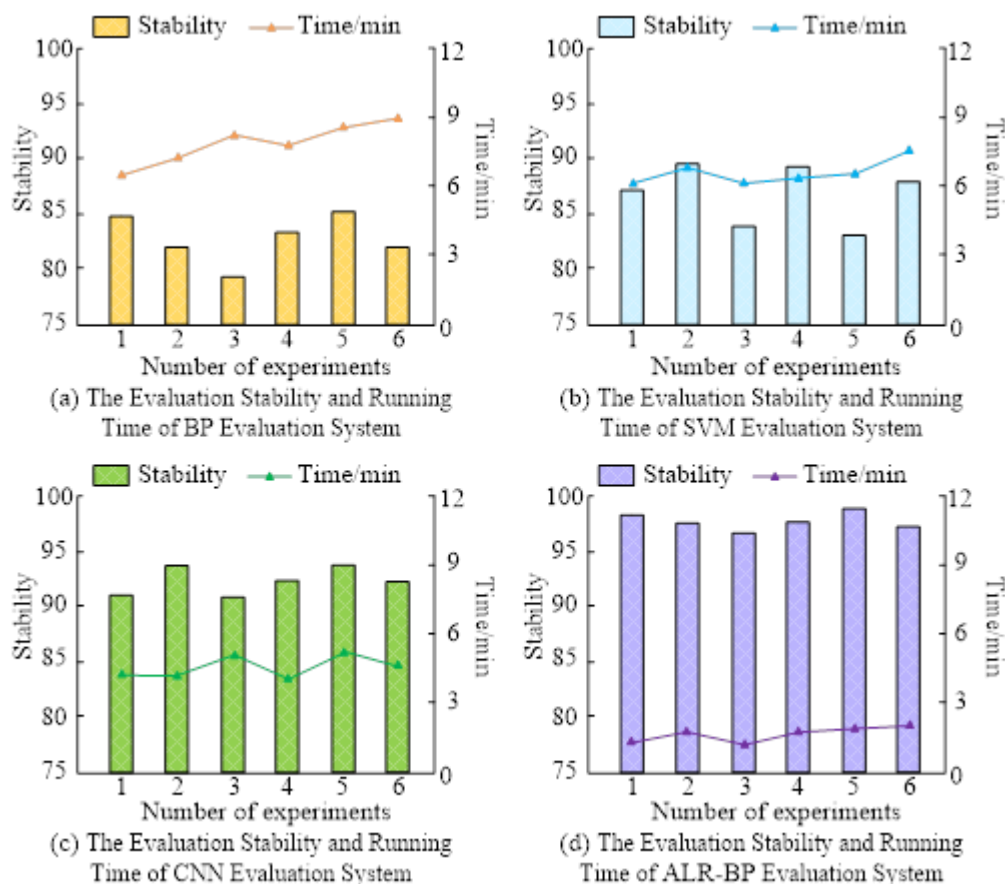 Stability Time/min
100
95
90
85
80
75
Stability
12
9
6
3
0
Time/min
1 2 3 4 5 6
Number of experiments
(a) The Evaluation Stability and Running
Time of BP Evaluation System
Stability Time/min
100
95
90
85
80
75
Stability
12
9
6
3
0
Time/min
1 2 3 4 5 6
Number of experiments
(b) The Evaluation Stability and Running
Time of SVM Evaluation System
Stability Time/min
100
95
90
85
80
75
Stability
12
9
6
3
0
Time/min
1 2 3 4 5 6
Number of experiments
(c) The Evaluation Stability and Running
Time of CNN Evaluation System
Stability Time/min
100
95
90
85
80
75
Stability
12
9
6
3
0
Time/min
1 2 3 4 5 6
Number of experiments
(d) The Evaluation Stability and Running
Time of ALR-BP Evaluation System